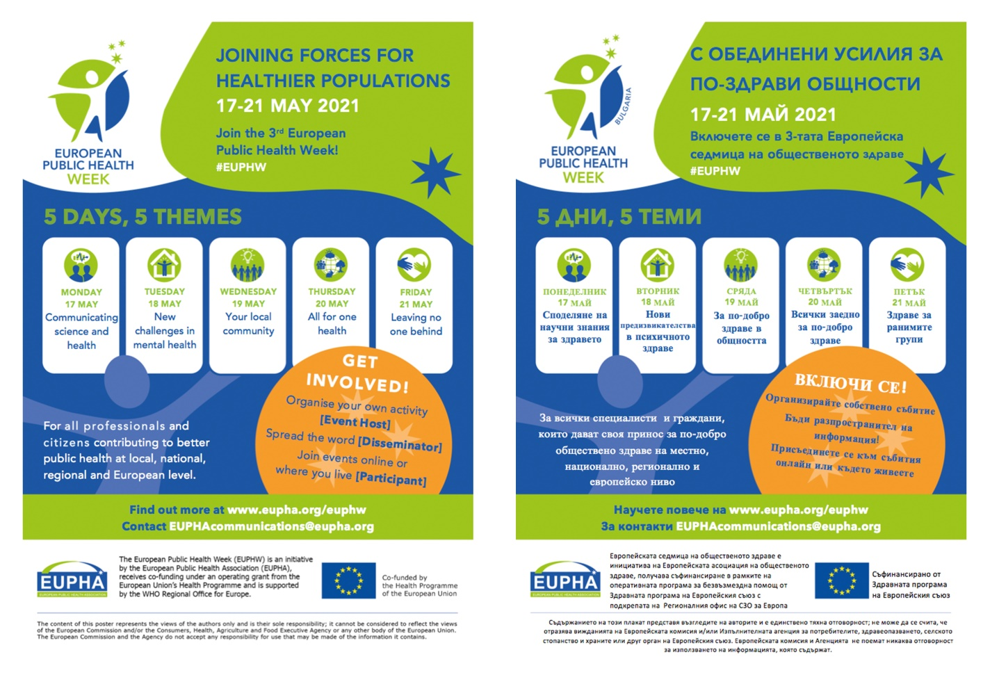 JOINING FORCES FOR
HEALTHIER POPULATIONS
17-21 MAY 2021
Join the 3rd European
Public Health Week!
#EUPHW
EUROPEAN
PUBLIC HEALTH
WEEK
5 DAYS, 5 THEMES
MONDAY
17 MAY
Communicating
science and
health
TUESDAY
18 MAY
New
challenges in
mental health
WEDNESDAY
19 MAY
Your local
community
THURSDAY
20 MAY
All for one
health
FRIDAY
21 MAY
Leaving no
one behind
GET
INVOLVED!
Organise your own activity
[Event Host]
Spread the word [Disseminator]
Join events online or
where you live [Participant]
For all professionals and
citizens contributing to better
public health at local, national,
regional and European level.
Find out more at www.eupha.org/euphw
Contact EUPHAcommunications@eupha.org
EUPHA
EUROPEAN PUBLIC HEALTH ASSOCIATION
The European Public Health Week (EUPHW) is an initiative
by the European Public Health Association (EUPHA),
receives co-funding under an operating grant from the
European Union's Health Programme and is supported
by the WHO Regional Office for Europe.
Co-funded by
the Health Programme
of the European Union
The content of this poster represents the views of the authors only and is their sole responsibility; it cannot be considered to reflect the views
of the European Commission and/or the Consumers, Health, Agriculture and Food Executive Agency or any other body of the European Union.
The European Commission and the Agency do not accept any responsibility for use that may be made of the information it contains.
С ОБЕДИНЕНИ УСИЛИЯ ЗА
ПО-ЗДРАВИ ОБЩНОСТИ
17-21 МАЙ 2021
Включете се в 3-тата Европейска
седмица на общественото здраве
#EUPHW
BULGARIA
EUROPEAN
PUBLIC HEALTH
WEEK
5 ДНИ, 5 ТЕМИ
ПОНЕДЕЛНИК
17 МАЙ
Споделяне на
научни знания
за здравето
ВТОРНИК
18 МАЙ
Нови
предизвикателства
в психичното
здраве
СРЯДА
19 МАЙ
За по-добро
здраве в
общността
ЧЕТВЪРТЪК
20 МАЙ
Всички заедно
за по-добро
здраве
ПЕТЪК
21 МАЙ
Здраве за
ранимите
групи
ВКЛЮЧИ СЕ!
Организирайте собствено събитие
Бъди разпространител на
информация!
Присъединете се към събития
онлайн или където живеете
За всички специалисти и граждани,
които дават своя принос за по-добро
обществено здраве на местно,
национално, регионално и
европейско ниво
Научете повече на www.eupha.org/euphw
За контакти EUPHAcommunications@eupha.org
EUPHA
EUROPEAN PUBLIC HEALTH ASSOCIATION
Европейската седмица на общественото здраве е
инициатива на Европейската асоциация на общественото
здраве, получава съфинансиране в рамките на
оперативната програма за безвъзмездна помощ от
Здравната програма на Европейския съюз с
подкрепата на Регионалния офис на СЗО за Европа
Съфинансирано от
Здравната програма
на Европейския съюз
Съдържанието на този плакат представя възгледите на авторите и е единствено тяхна отговорност; не може да се счита, че
отразява вижданията на Европейската комисия и/или Изпълнителната агенция за потребителите, здравеопазването, селското
стопанство и храните или друг орган на Европейския съюз. Европейската комисия и Агенцията не поемат никаква отговорност
за използването на информацията, която съдържат.